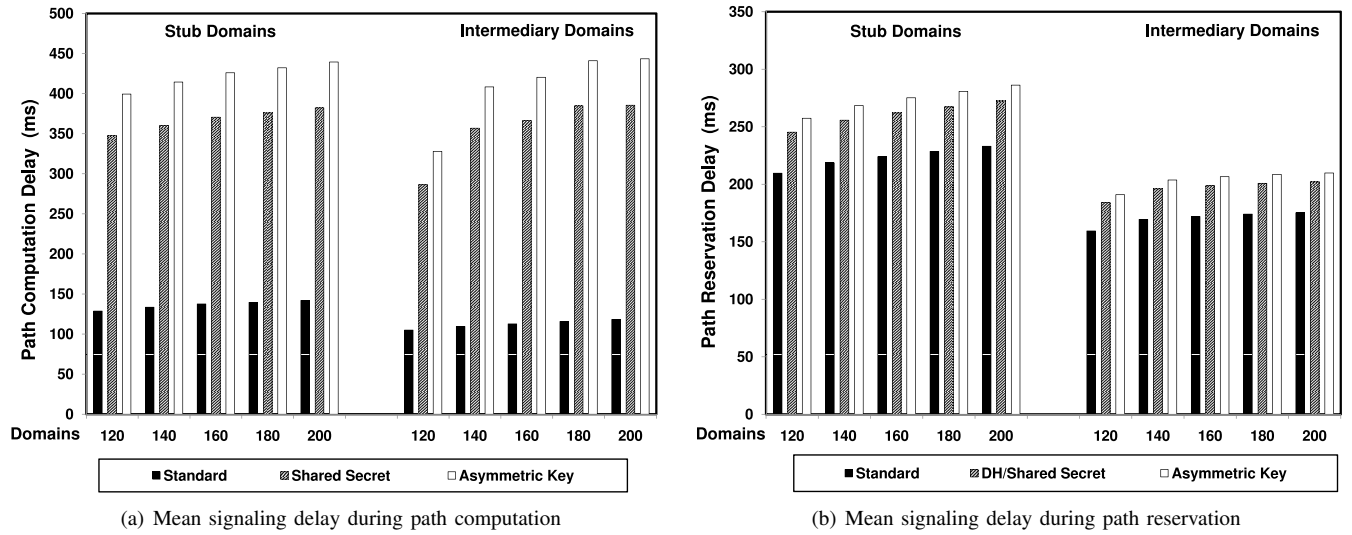 500
450
400
350
300
250
200
150
100
50
0
Path Computation Delay (ms)
Stub Domains
Intermediary Domains
Domains 120 140 160 180 200 120 140 160 180 200
Standard Shared Secret Asymmetric Key
(a) Mean signaling delay during path computation
350
300
250
200
150
100
50
0
Path Reservation Delay (ms)
Stub Domains
Intermediary Domains
Domains 120 140 160 180 200 120 140 160 180 200
Standard DH/Shared Secret Asymmetric Key
(b) Mean signaling delay during path reservation